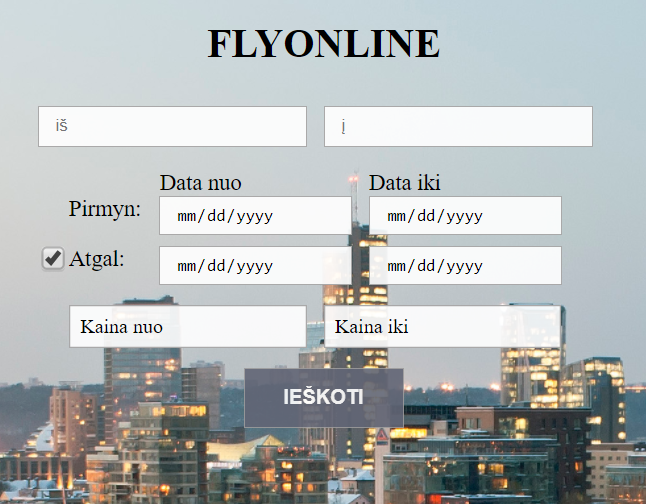 FLYONLINE
iš į
Data nuo Data iki
Pirmyn: mm/dd/yyyy mm/dd/yyyy
Atgal: mm/dd/yyyy mm/dd/yyyy
Kaina nuo Kaina iki
IEŠKOTI